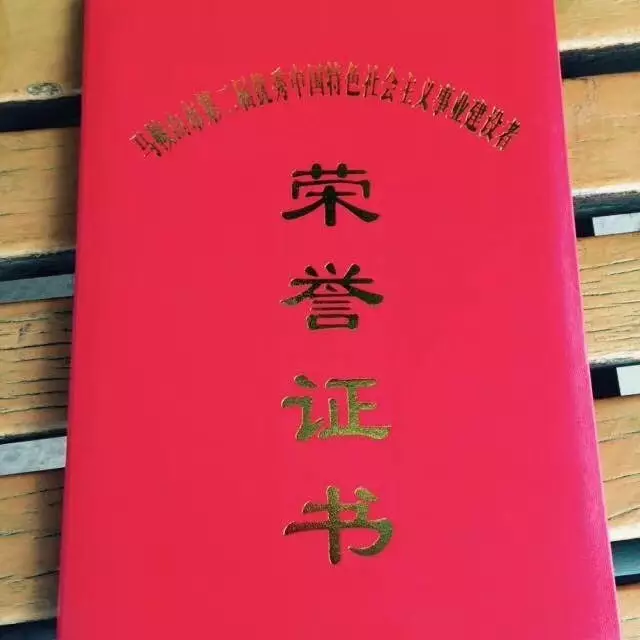 马鞍山市第二届优秀中国特色社会主义事业建设者
荣
誉
证
书